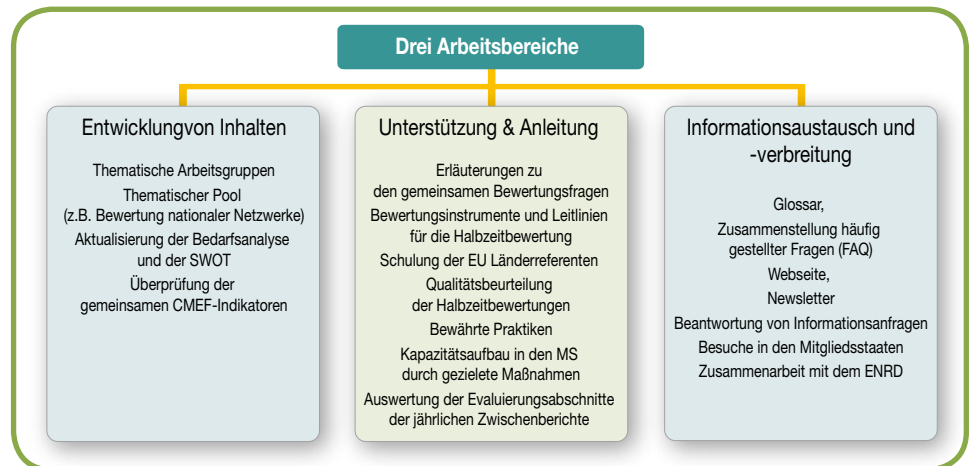 Drei Arbeitsbereiche
Entwicklungvon Inhalten
Thematische Arbeitsgruppen
Thematischer Pool
(z.B. Bewertung nationaler Netzwerke)
Aktualisierung der Bedarfsanalyse
und der SWOT
Überprüfung der
gemeinsamen CMEF-Indikatoren
Unterstützung & Anleitung
Erläuterungen zu
den gemeinsamen Bewertungsfragen
Bewertungsinstrumente und Leitlinien
für die Halbzeitbewertung
Schulung der EU Länderreferenten
Qualitätsbeurteilung
der Halbzeitbewertungen
Bewährte Praktiken
Kapazitätsaufbau in den MS
durch gezielete Maßnahmen
Auswertung der Evaluierungsabschnitte
der jährlichen Zwischenberichte
Informationsaustausch und
-verbreitung
Glossar,
Zusammenstellung häufig
gestellter Fragen (FAQ)
Webseite,
Newsletter
Beantwortung von Informationsanfragen
Besuche in den Mitgliedsstaaten
Zusammenarbeit mit dem ENRD